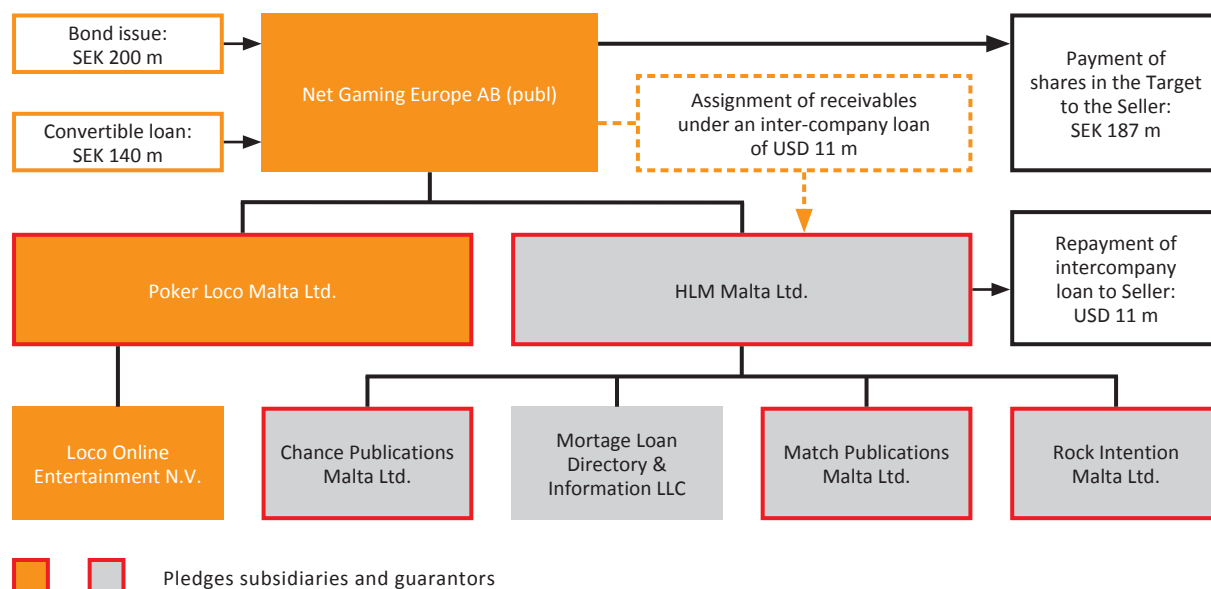 Bond issue:
SEK 200 m
Convertible loan:
SEK 140 m
Net Gaming Europe AB (publ)
Assignment of receivables
under an inter-company loan
of USD 11 m
Payment of
shares in the Target
to the Seller:
SEK 187 m
Poker Loco Malta Ltd.
HLM Malta Ltd.
Repayment of
intercompany
loan to Seller:
USD 11 m
Loco Online
Entertainment N.V.
Chance Publications
Malta Ltd.
Mortage Loan
Directory &
Information LLC
Match Publications
Malta Ltd.
Rock Intention
Malta Ltd.
Pledges subsidiaries and guarantors